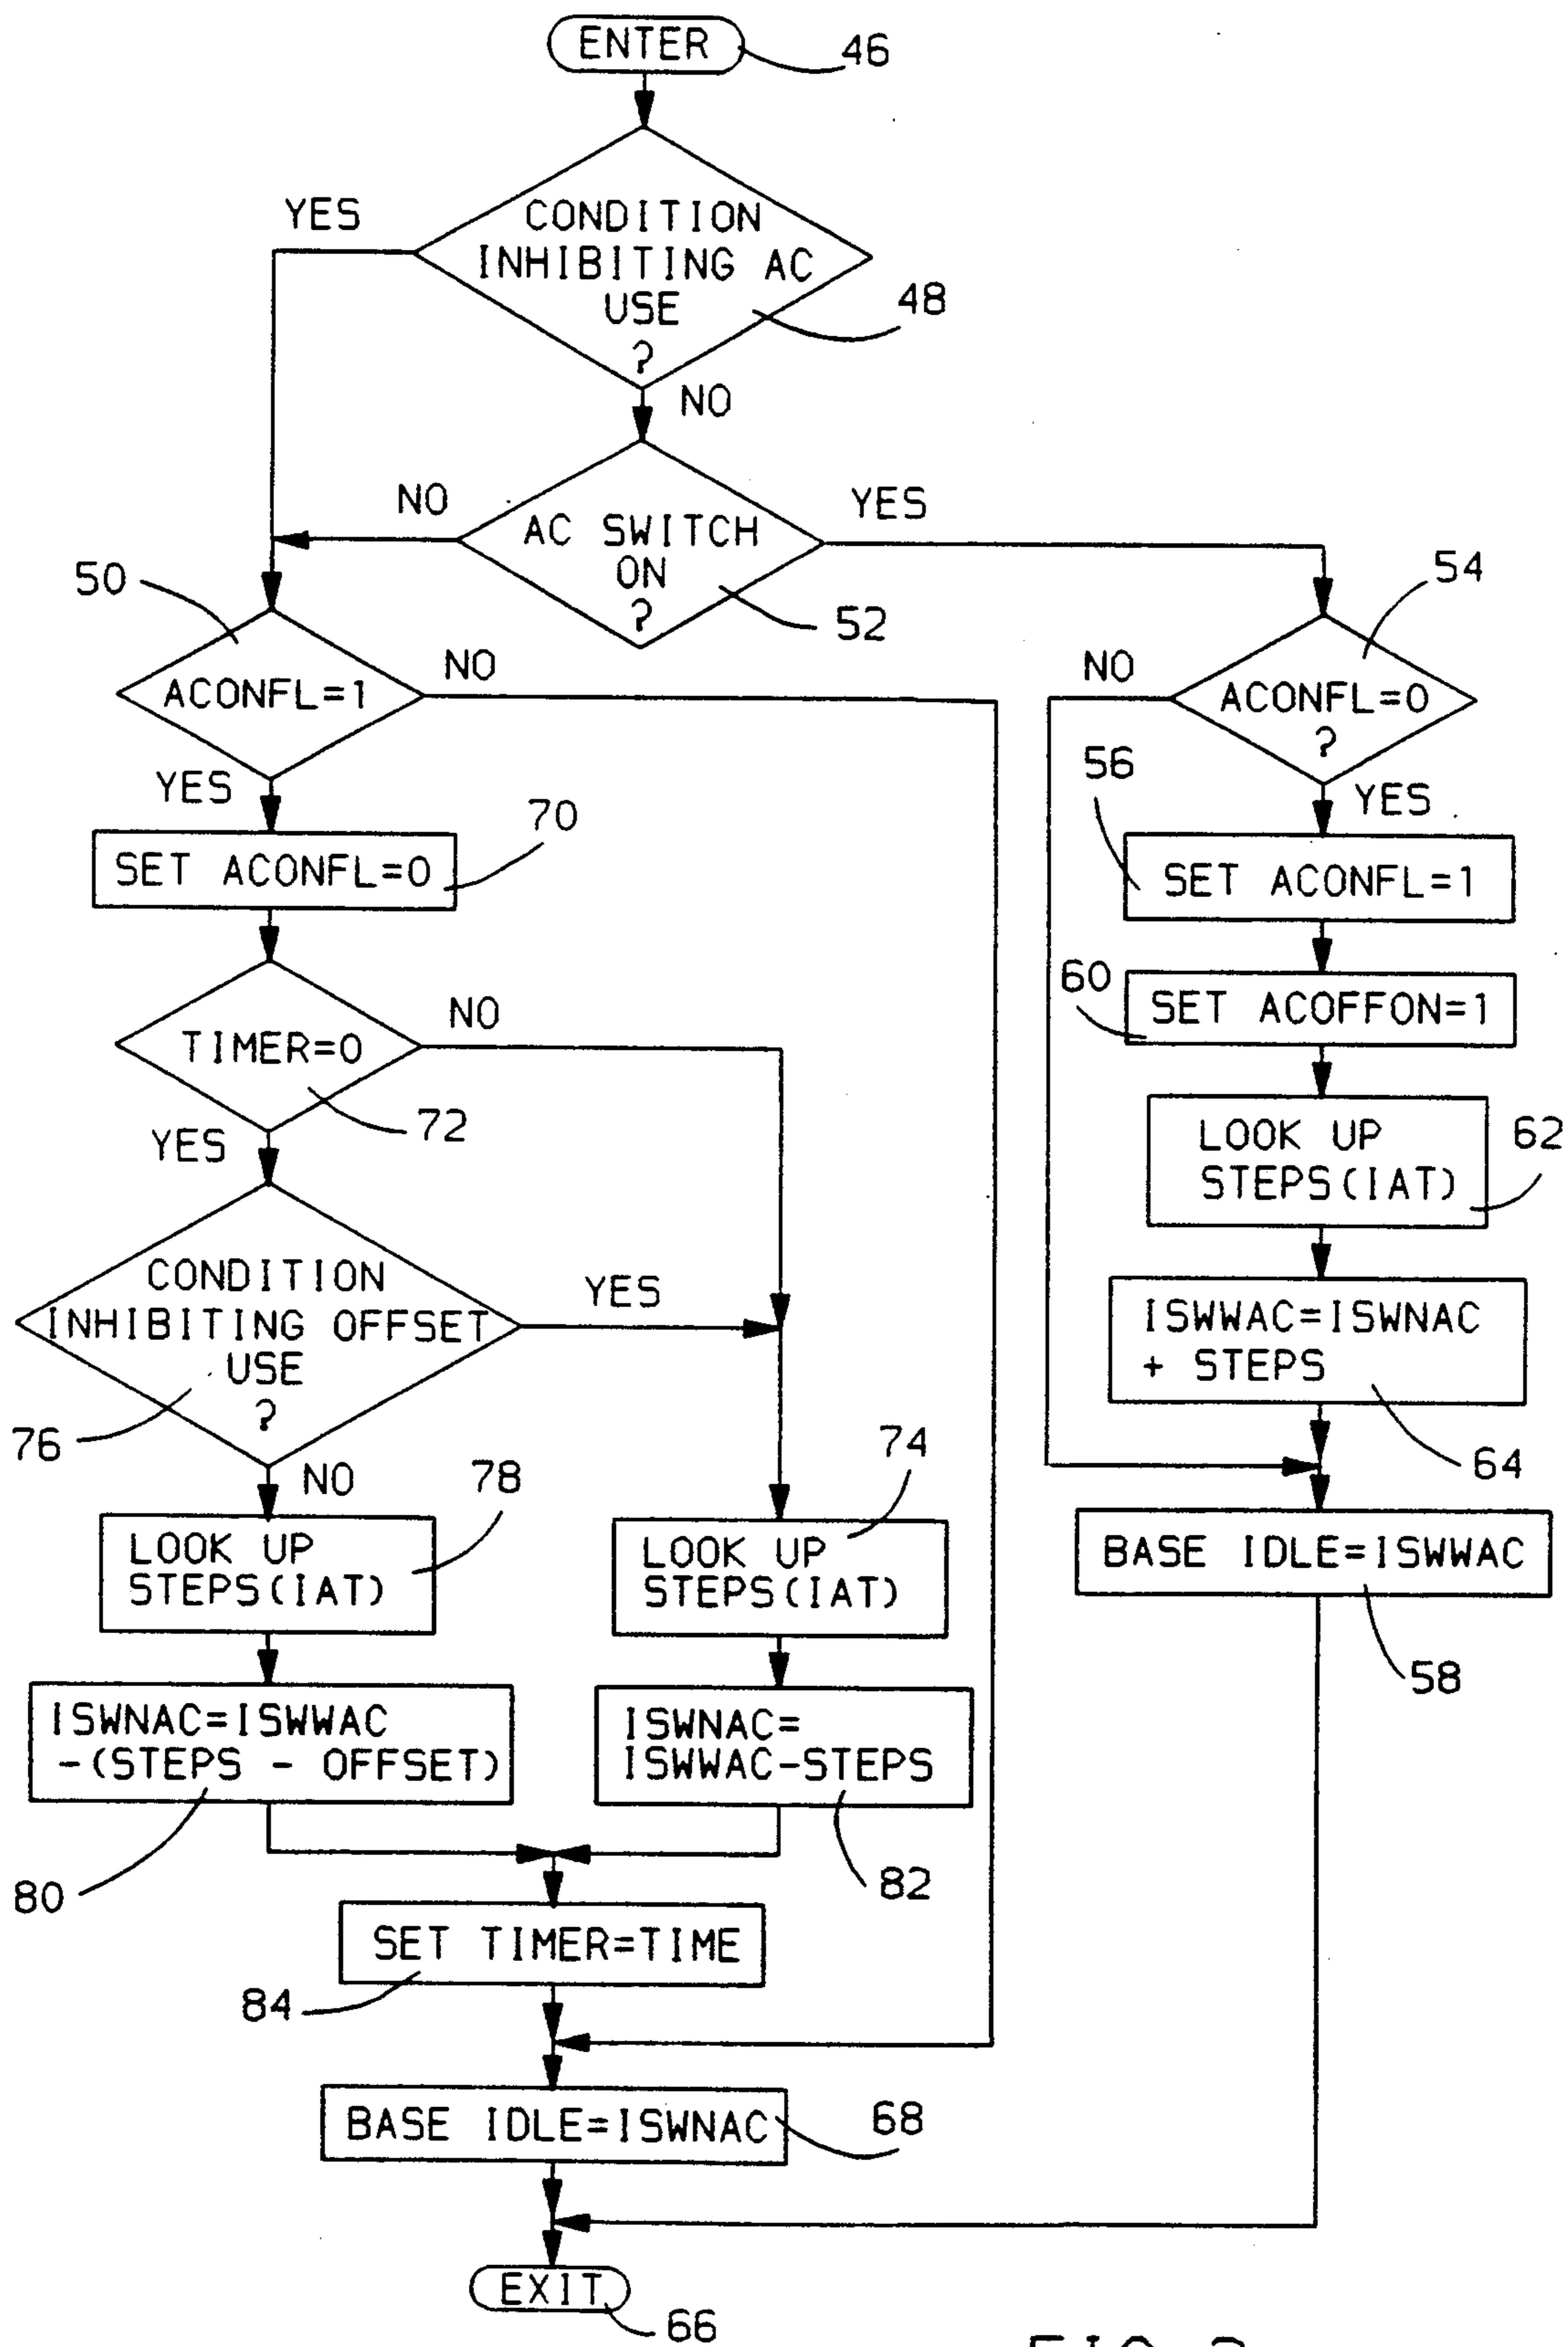 ENTER
46
YES
CONDITION
INHIBITING AC
USE
?
48
NO
NO
AC SWITCH
ON
?
YES
52
50
ACONFL=1
NO
54
NO
ACONFL=0
?
YES
YES
56
SET ACONFL=0
70
SET ACONFL=1
60
SET ACOFFON=1
TIMER=0
NO
72
YES
LOOK UP
STEPS(IAT)
62
CONDITION
INHIBITING OFFSET
USE
?
YES
76
NO
ISWWAC=ISWNAC
+ STEPS
64
78
LOOK UP
STEPS(IAT)
74
LOOK UP
STEPS(IAT)
BASE IDLE=ISWWAC
58
ISWNAC=ISWWAC
-(STEPS - OFFSET)
80
ISWNAC=
ISWWAC-STEPS
82
SET TIMER=TIME
84
BASE IDLE=ISWNAC
68
EXIT
66